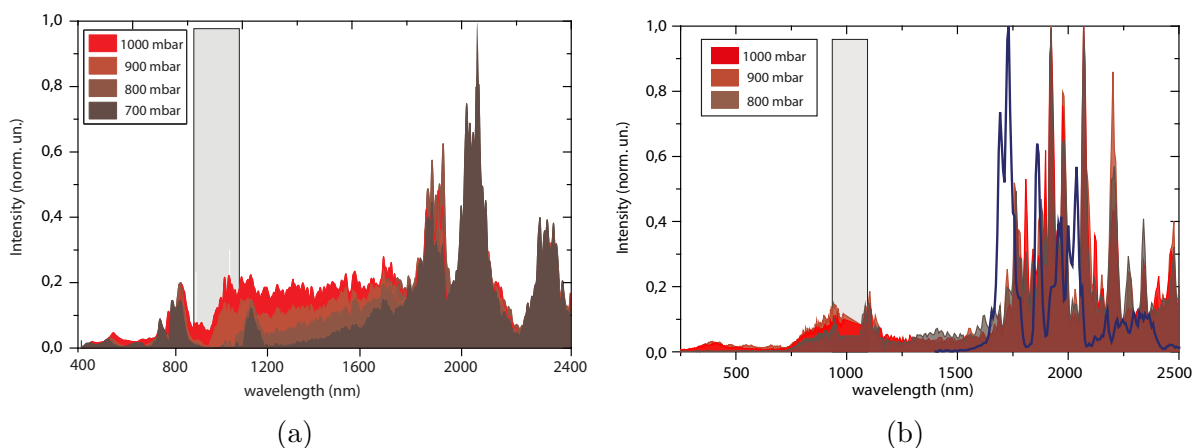 1,0
0,8
0,6
0,4
0,2
0,0
Intensity (norm. un.)
1000 mbar
900 mbar
800 mbar
700 mbar
400 800 1200 1600 2000 2400
wavelength (nm)
(a)
1,0
0,8
0,6
0,4
0,2
0,0
Intensity (norm. un.)
1000 mbar
900 mbar
800 mbar
500 1000 1500 2000 2500
wavelength (nm)
(b)